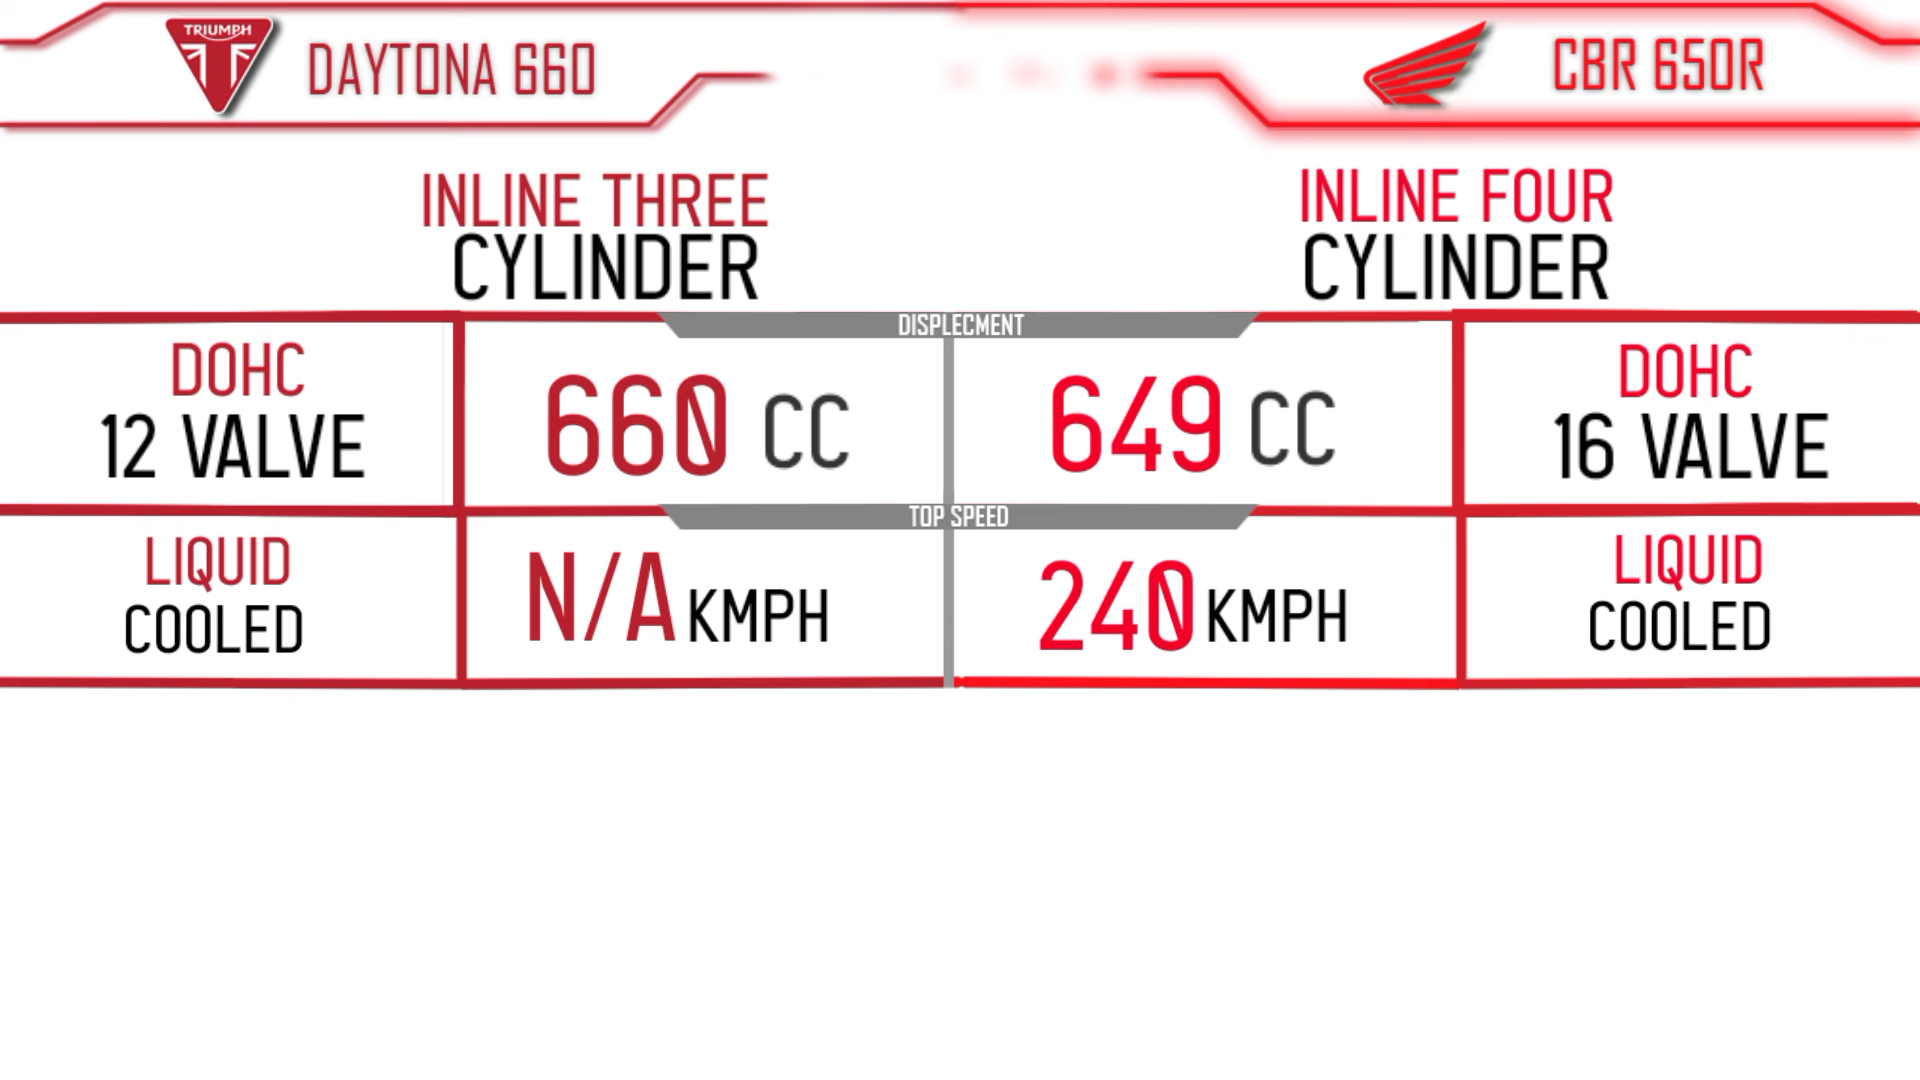 TRIUMPH
DAYTONA 660
CBR 650R
INLINE THREE
CYLINDER
INLINE FOUR
CYLINDER
DISPLECMENT
DOHC
12 VALVE
660 CC
649 CC
DOHC
16 VALVE
TOP SPEED
LIQUID
COOLED
N/A KMPH
240 KMPH
LIQUID
COOLED